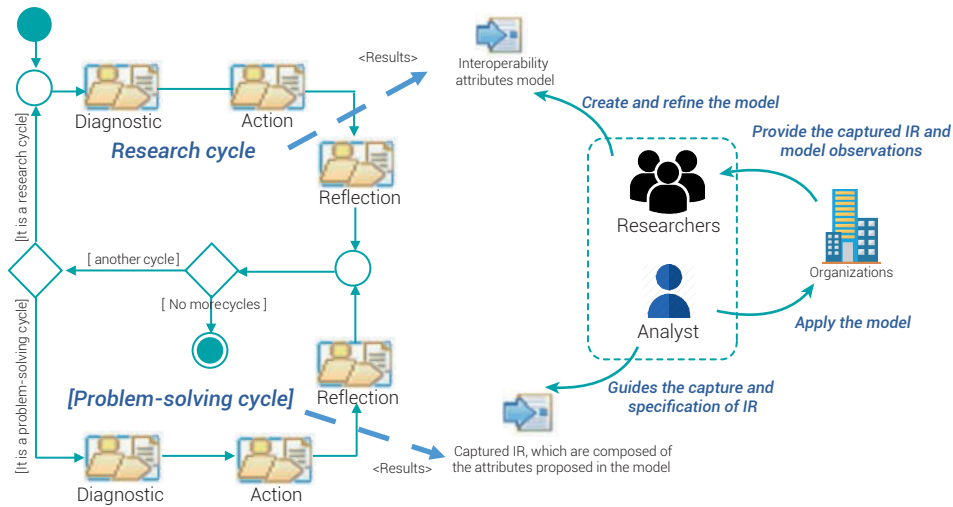 <Results>
Interoperability
attributes model
Create and refine the model
Diagnostic
Action
Research cycle
Provide the captured IR and
model observations
[It is a research cycle]
Reflection
Researchers
[ another cycle ]
Organizations
[ No more cycles ]
Analyst
Apply the model
[It is a problem-solving cycle]
[Problem-solving cycle]
Reflection
Guides the capture and
specification of IR
Captured IR, which are composed of
the attributes proposed in the model
<Results>
Diagnostic
Action